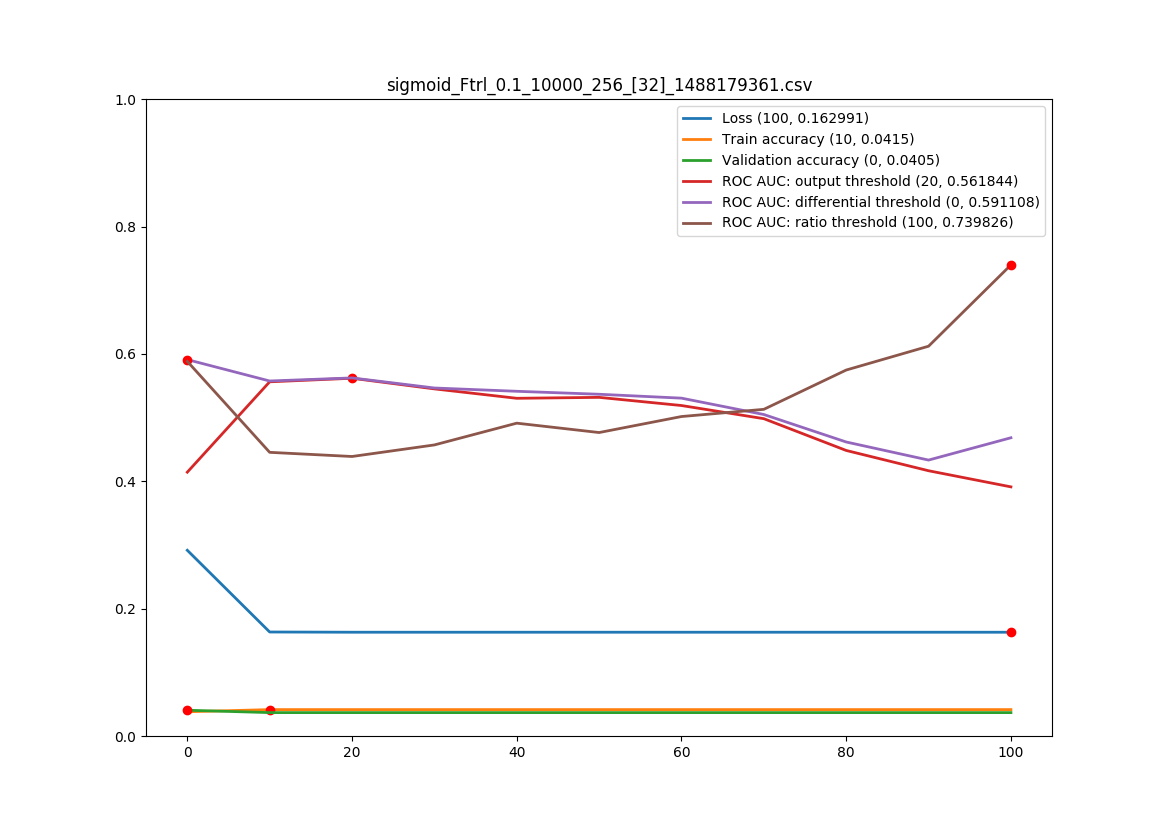 sigmoid_Ftrl_0.1_10000_256_[32]_1488179361.csv
1.0
0.8
0.6
0.4
0.2
0.0
Loss (100, 0.162991)
Train accuracy (10, 0.0415)
Validation accuracy (0, 0.0405)
ROC AUC: output threshold (20, 0.561844)
ROC AUC: differential threshold (0, 0.591108)
ROC AUC: ratio threshold (100, 0.739826)
0 20 40 60 80 100